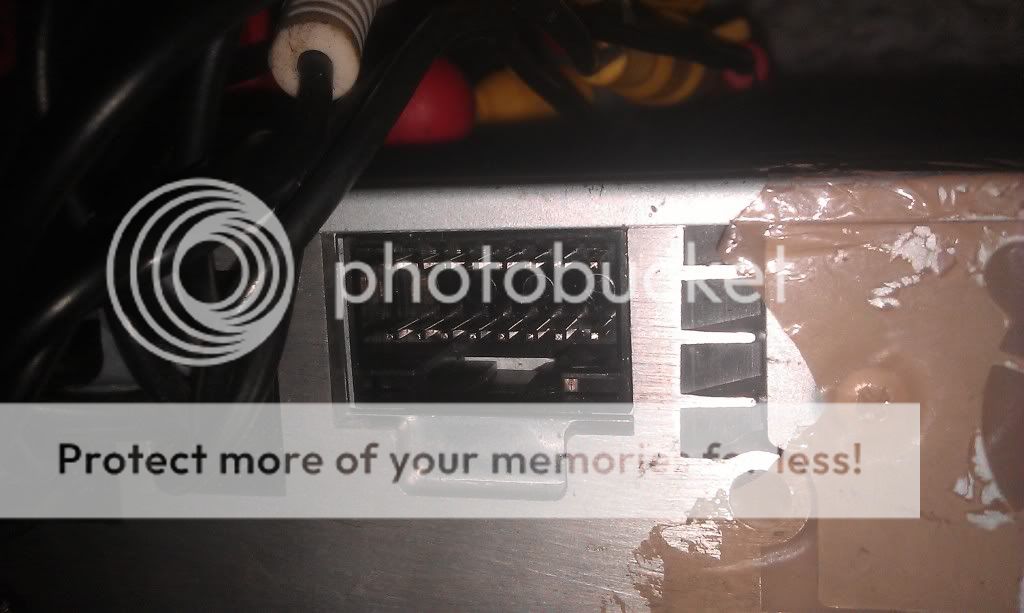 photobucket
Protect more of your memories for less!